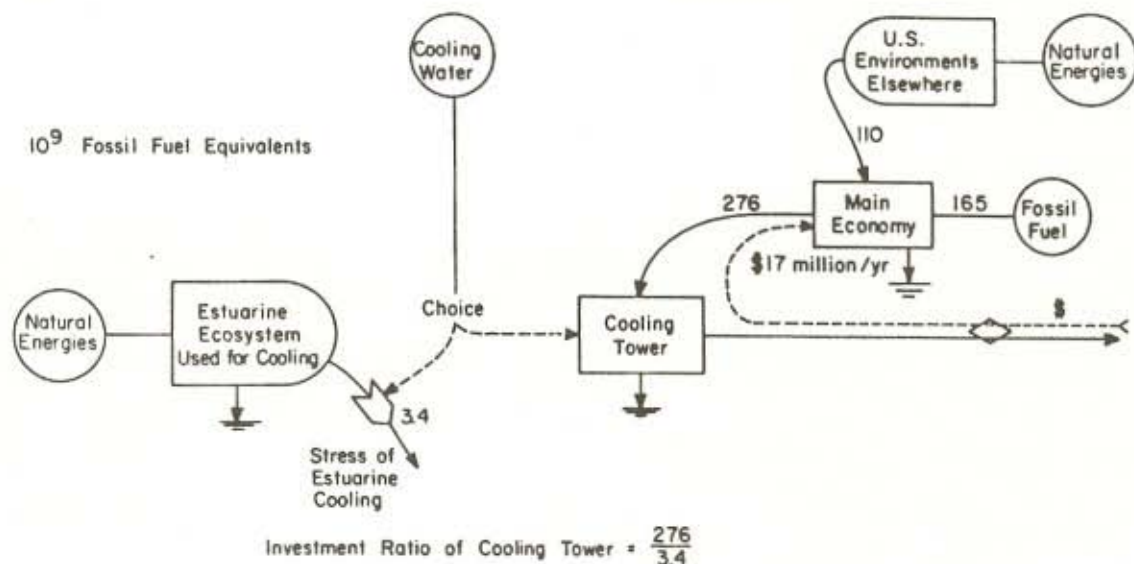 Cooling
Water
U.S.
Environments
Elsewhere
Natural
Energies
10⁹ Fossil Fuel Equivalents
110
276
Main
Economy
165
Fossil
Fuel
$17 million/yr
Natural
Energies
Estuarine
Ecosystem
Used for Cooling
Choice
Cooling
Tower
$
3.4
Stress of
Estuarine
Cooling
Investment Ratio of Cooling Tower = 276
3.4